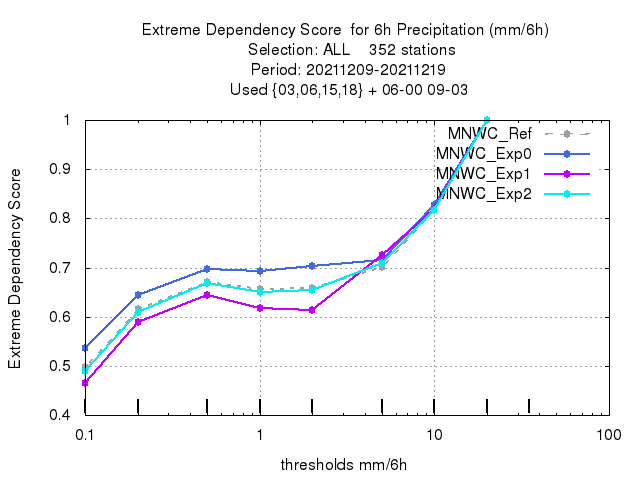 Extreme Dependency Score  for 6h Precipitation (mm/6h)
Selection: ALL    352 stations
Period: 20211209-20211219
Used {03,06,15,18} + 06-00 09-03
1
0.9
0.8
0.7
0.6
0.5
0.4
Extreme Dependency Score
MNWC_Ref
MNWC_Exp0
MNWC_Exp1
MNWC_Exp2
0.1
1
10
100
thresholds mm/6h